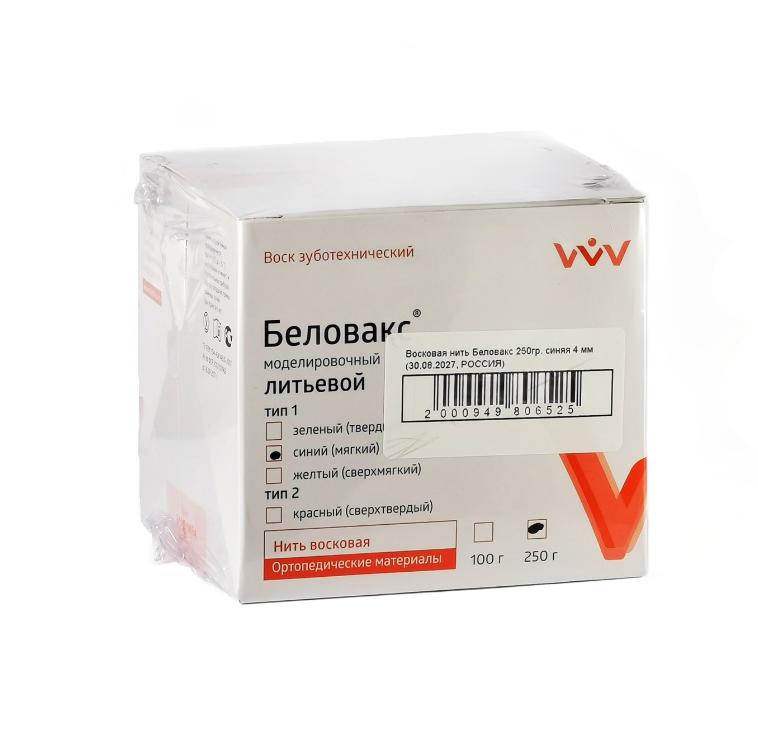 Воск зуботехнический
VVV
Беловакс®
моделировочный
литьевой
Восковая нить Беловакс 250гр. синяя 4 мм
(30.08.2027, РОССИЯ)
2 000949 806525
тип 1
зеленый
синий (мягкий)
желтый (сверхмягкий)
тип 2
красный (сверхтвердый)
Нить восковая
Ортопедические материалы
100 г
250 г